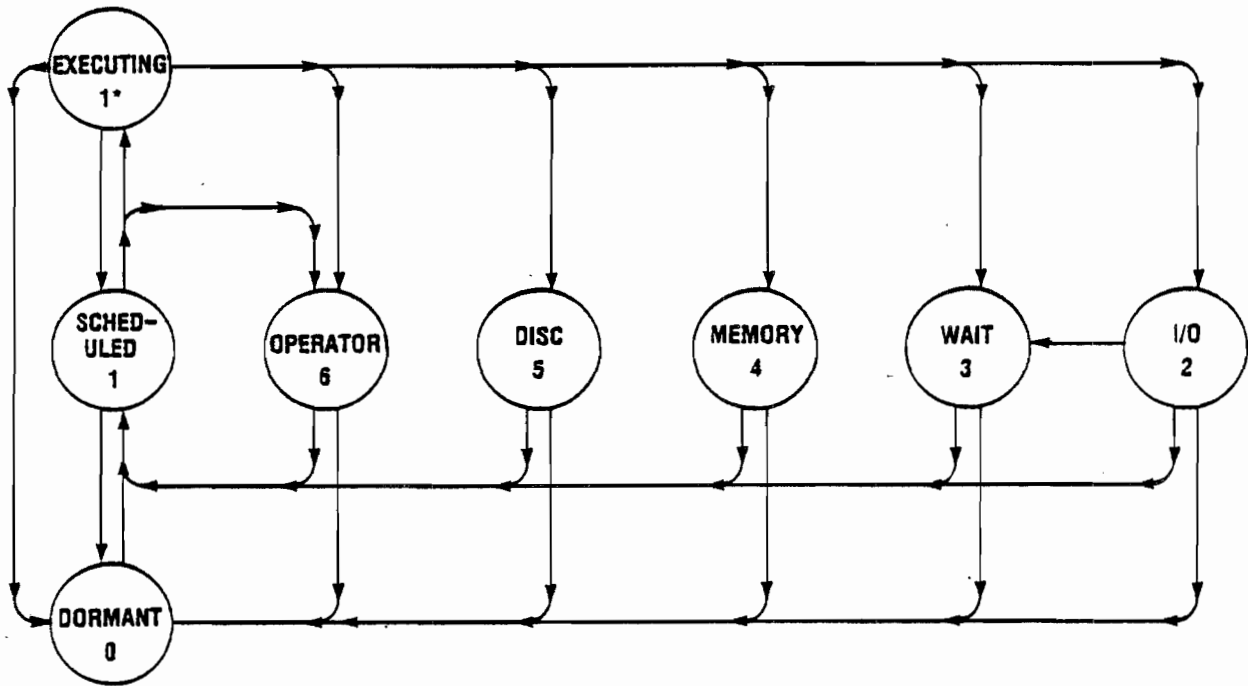 EXECUTING
1*
SCHED-
ULED
1
OPERATOR
6
DISC
5
MEMORY
4
WAIT
3
I/O
2
DORMANT
0